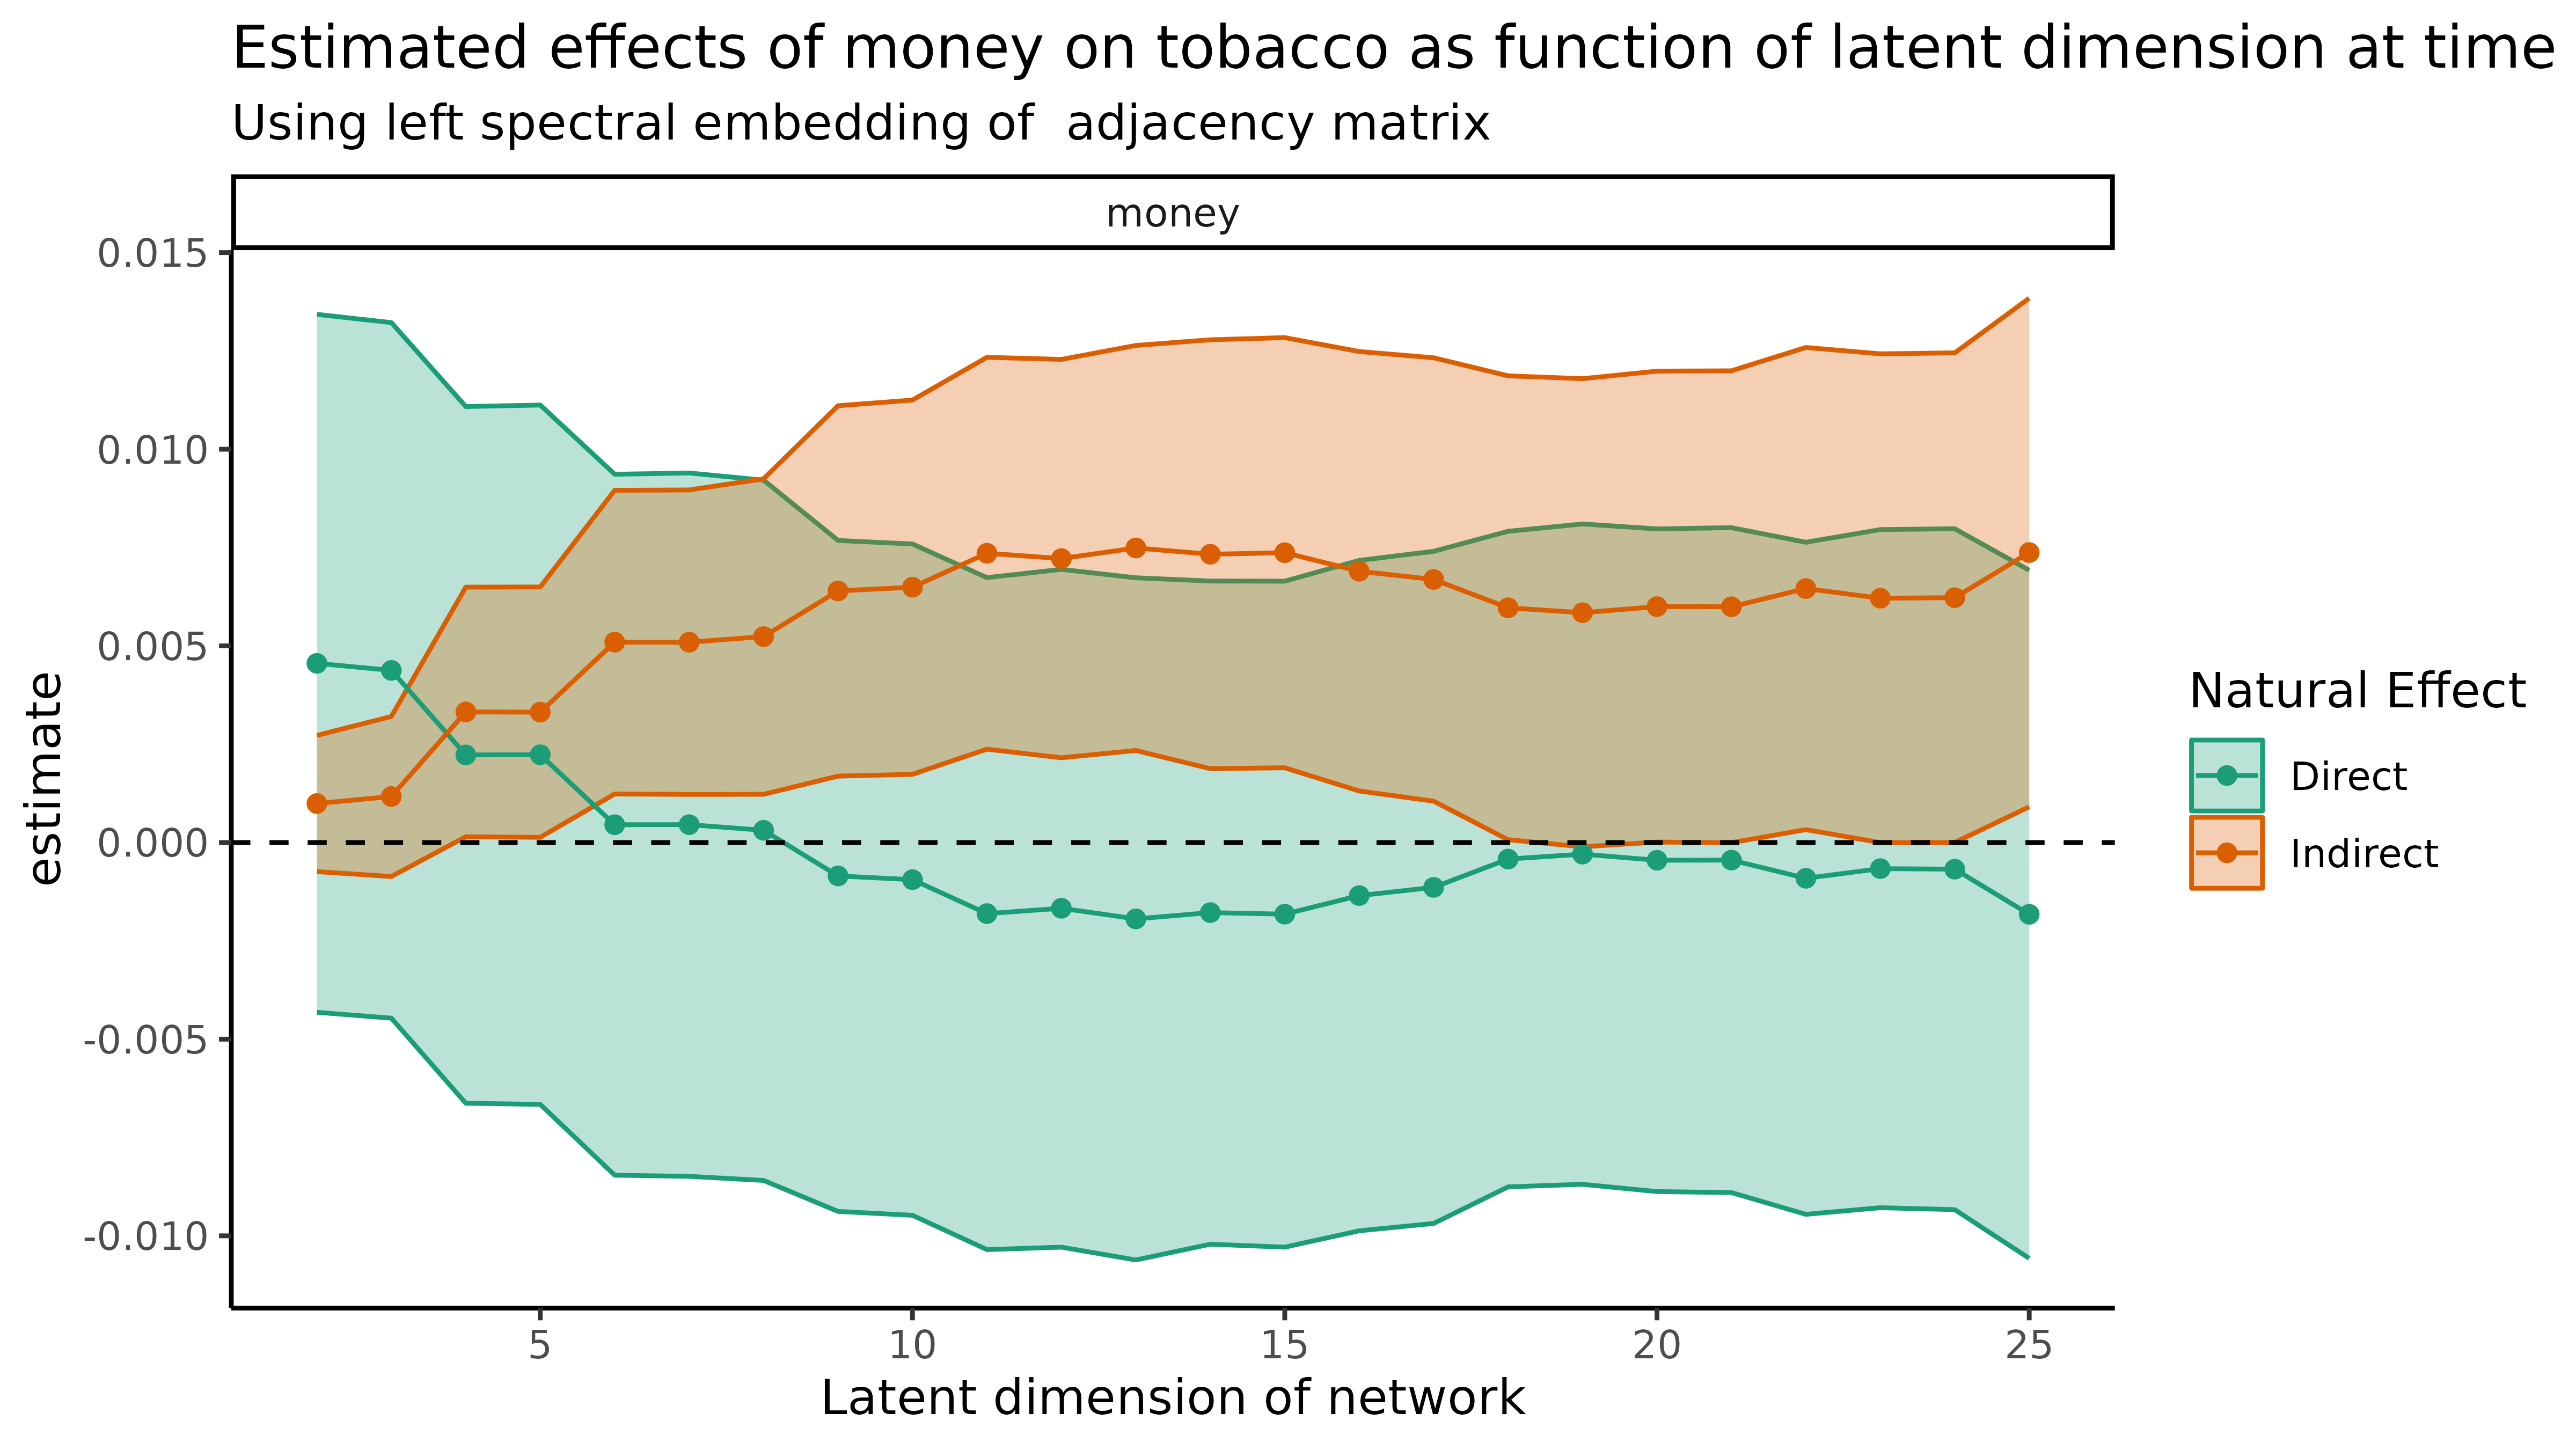 Estimated effects of money on tobacco as function of latent dimension at time
Using left spectral embedding of  adjacency matrix
money
0.015
0.010
0.005
0.000
-0.005
-0.010
estimate
5 10 15 20 25
Latent dimension of network
Natural Effect
Direct
Indirect